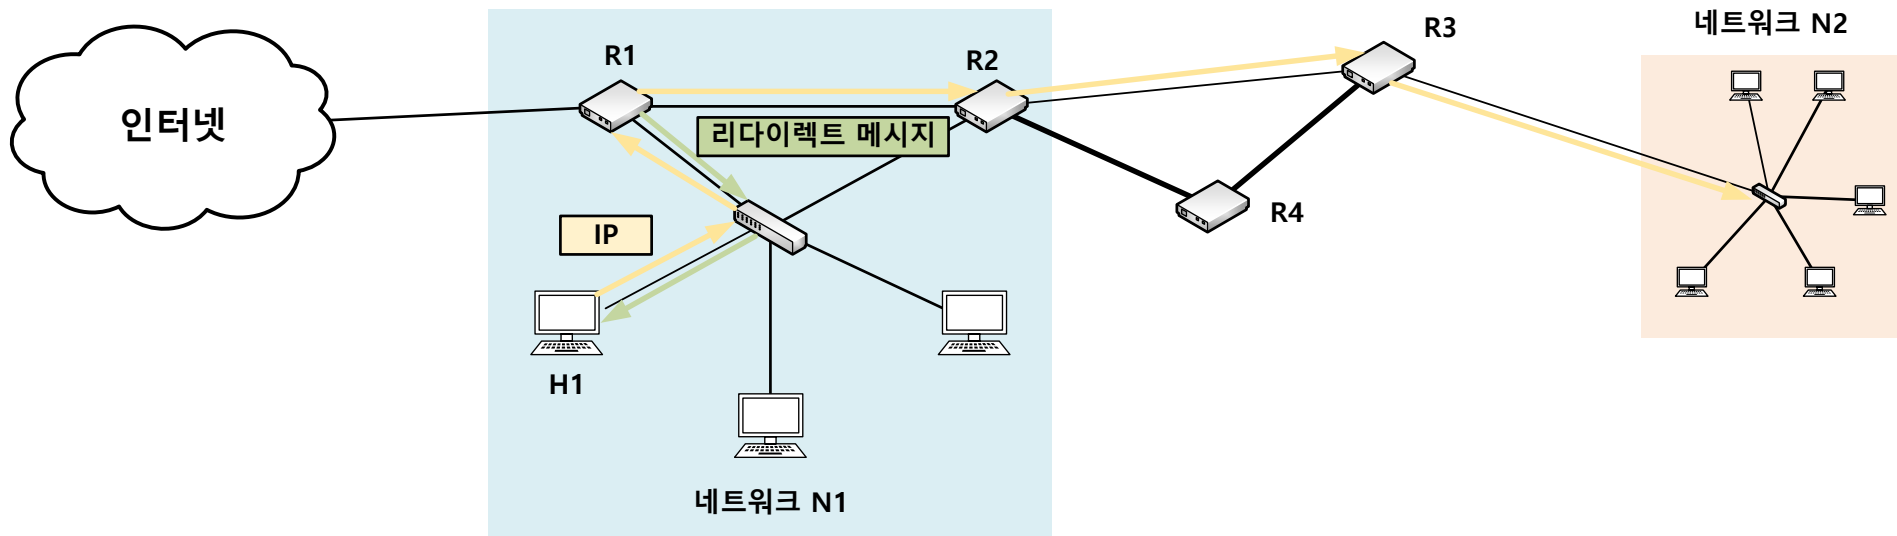 인터넷
R1
R2
R3
네트워크 N2
리다이렉트 메시지
R4
IP
H1
네트워크 N1